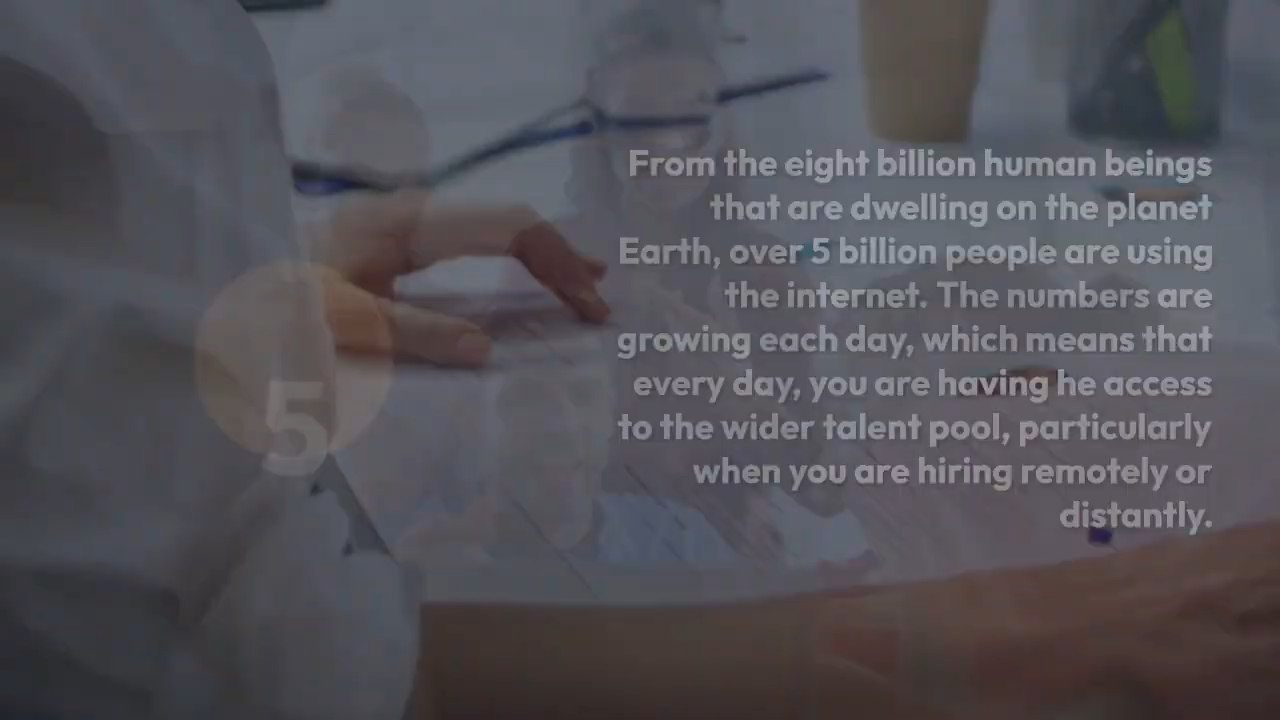 From the eight billion human beings
that are dwelling on the planet
Earth, over 5 billion people are using
the internet. The numbers are
growing each day, which means that
every day, you are having he access
to the wider talent pool, particularly
when you are hiring remotely or
distantly.
5